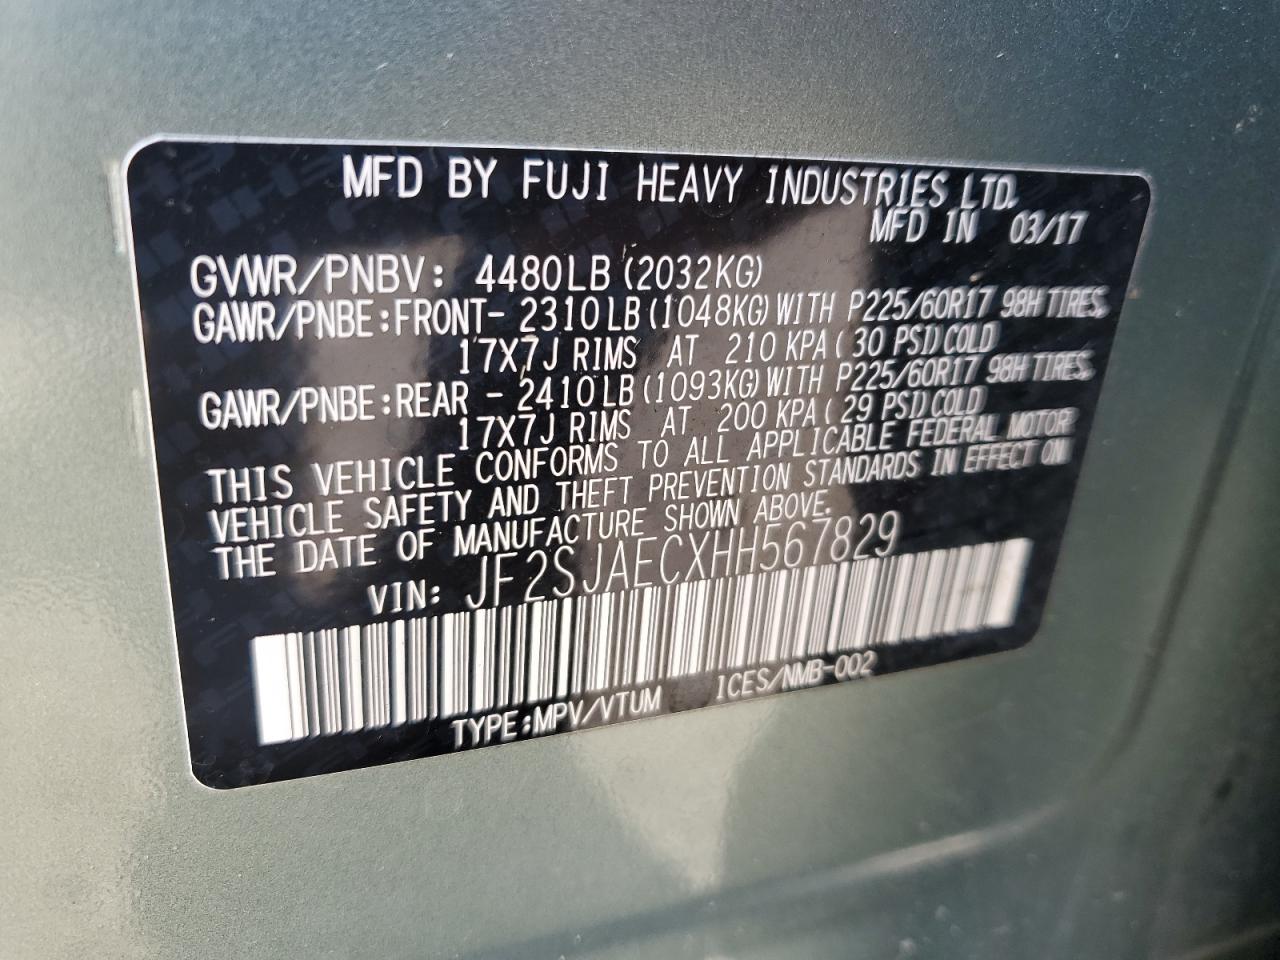 MFD BY FUJI HEAVY INDUSTRIES LTD.
MFD IN 03/17
GVWR/PNBV: 4480LB (2032KG)
GAWR/PNBE:FRONT- 2310LB (1048KG) WITH P225/60R17 98H TIRES,
17X7J RIMS AT 210 KPA ( 30 PSI) COLD
GAWR/PNBE:REAR - 2410LB (1093KG) WITH P225/60R17 98H TIRES,
17X7J RIMS AT 200 KPA ( 29 PSI) COLD
THIS VEHICLE CONFORMS TO ALL APPLICABLE FEDERAL MOTOR
VEHICLE SAFETY AND THEFT PREVENTION STANDARDS IN EFFECT ON
THE DATE OF MANUFACTURE SHOWN ABOVE.
VIN: JF2SJAECXHH567829
TYPE:MPV/VTUM ICES/NMB-002